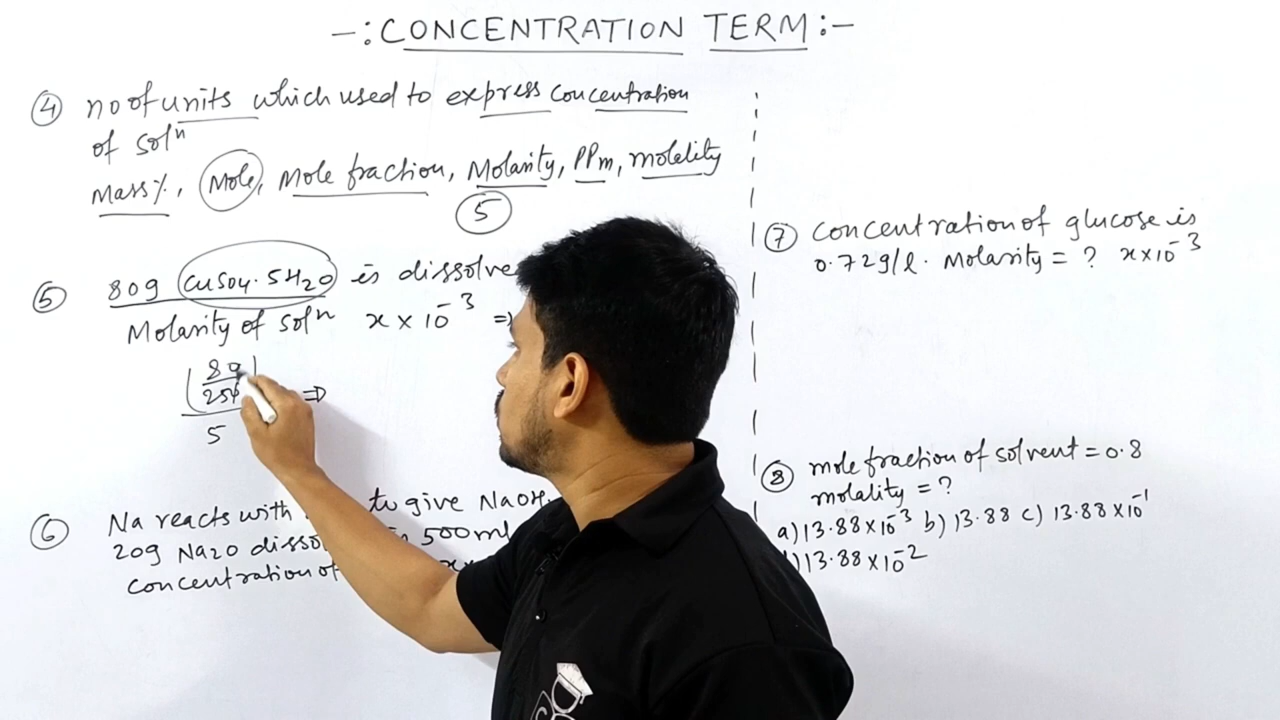 -: CONCENTRATION TERM :-
④ no of units which used to express concentration
of solⁿ
Mass%, Mole, Mole fraction, Molarity, PPm, molality
5
⑤ 80g CuSO4.5H2O is dissolve
Molarity of solⁿ x × 10⁻³ ⇒
(80
250) ⇒
5
⑥ Na reacts with to give NaOH.
20g Na2O 500ml
concentration of
⑦ concentration of glucose is
0.72g/l. Molarity = ? x×10⁻³
⑧ mole fraction of solvent = 0.8
molality = ?
a) 13.88×10⁻³ b) 13.88 c) 13.88×10⁻¹
) 13.88×10⁻²